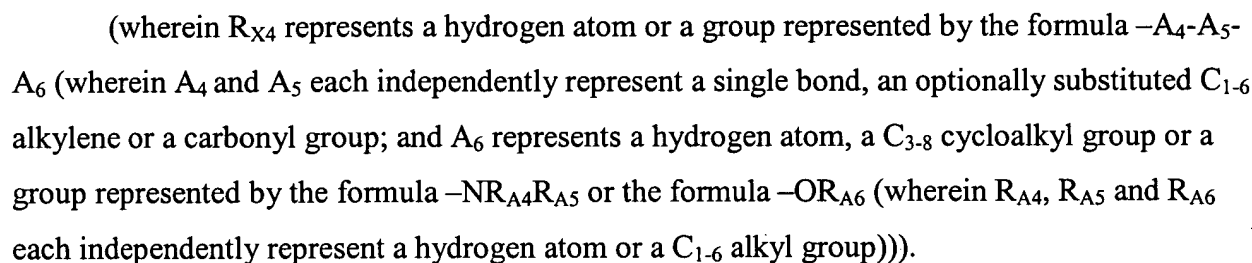 (wherein RX4 represents a hydrogen atom or a group represented by the formula –A4-A5-
A6 (wherein A4 and A5 each independently represent a single bond, an optionally substituted C1-6
alkylene or a carbonyl group; and A6 represents a hydrogen atom, a C3-8 cycloalkyl group or a
group represented by the formula –NRA4RA5 or the formula –ORA6 (wherein RA4, RA5 and RA6
each independently represent a hydrogen atom or a C1-6 alkyl group))).